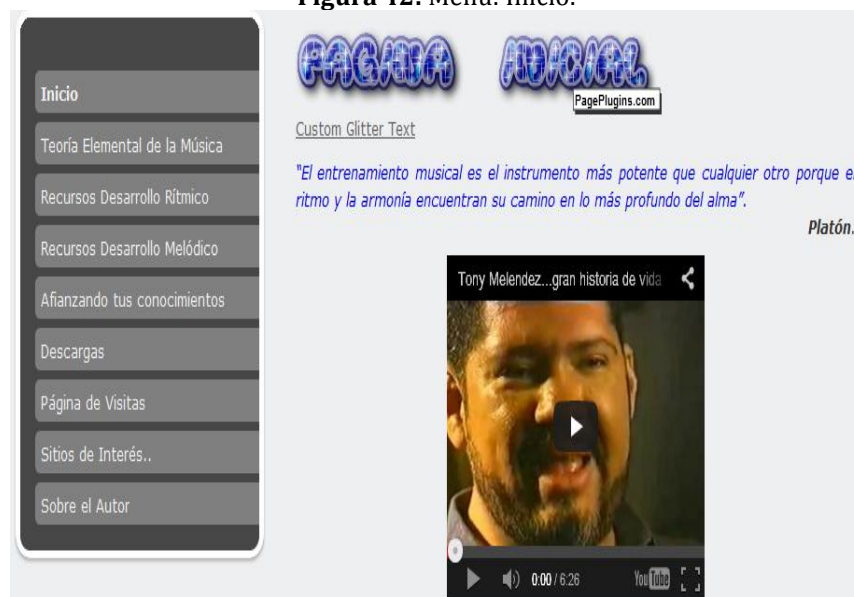 Figura 12. Menú. Inicio.
Inicio
Teoría Elemental de la Música
Recursos Desarrollo Rítmico
Recursos Desarrollo Melódico
Afianzando tus conocimientos
Descargas
Página de Visitas
Sitios de Interés..
Sobre el Autor
PAGINA
PagePlugins.com
Custom Glitter Text
"El entrenamiento musical es el instrumento más potente que cualquier otro porque e
ritmo y la armonía encuentran su camino en lo más profundo del alma".
Platón.
Tony Melendez...gran historia de vida
0:00 / 6:26
YouTube